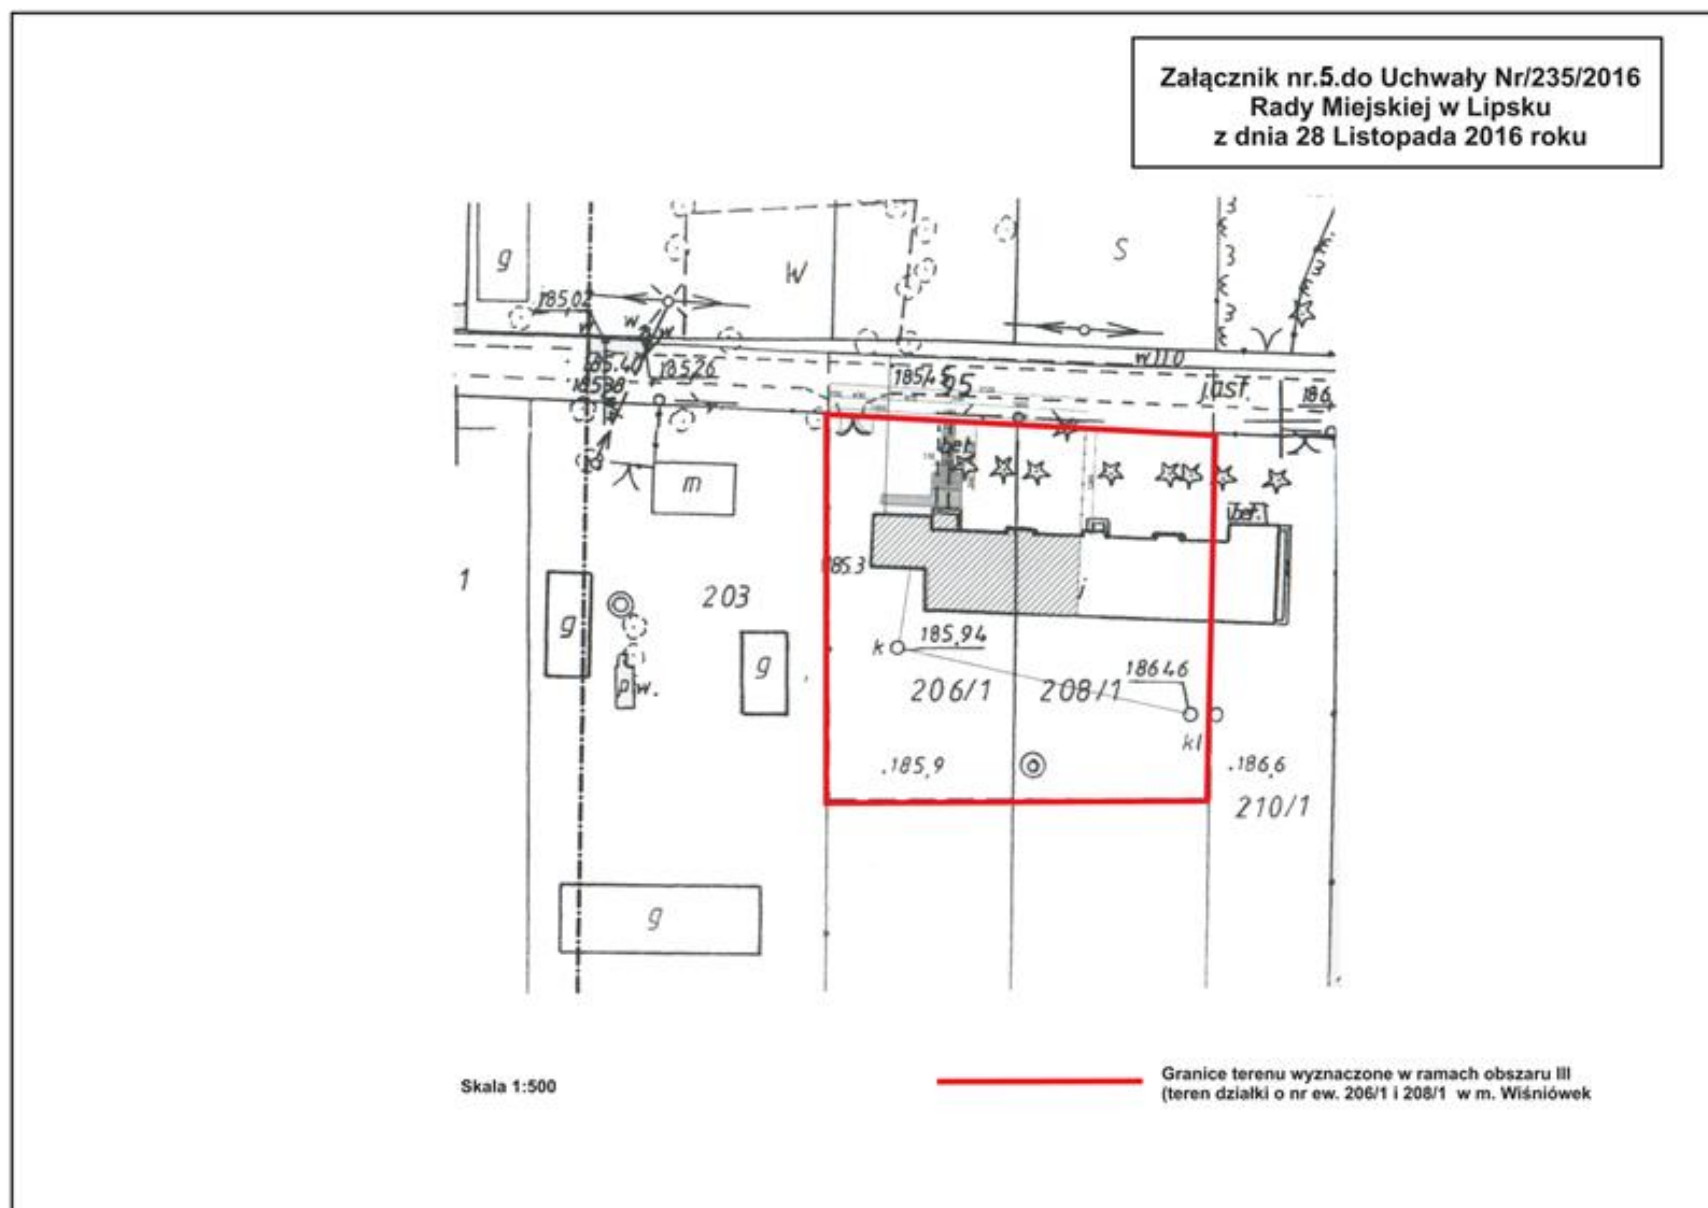 Załącznik nr.5.do Uchwały Nr/235/2016
Rady Miejskiej w Lipsku
z dnia 28 Listopada 2016 roku
g
W
S
185,02
w
w
w
w110
185.40
185,26
185,45
95
j.asf.
186,
bet.
m
bet.
185.3
1
203
g
j
g
k
185,94
p
w.
206/1
208/1
18646
kl
.185,9
.186,6
210/1
g
Skala 1:500
Granice terenu wyznaczone w ramach obszaru III
(teren działki o nr ew. 206/1 i 208/1 w m. Wiśniówek